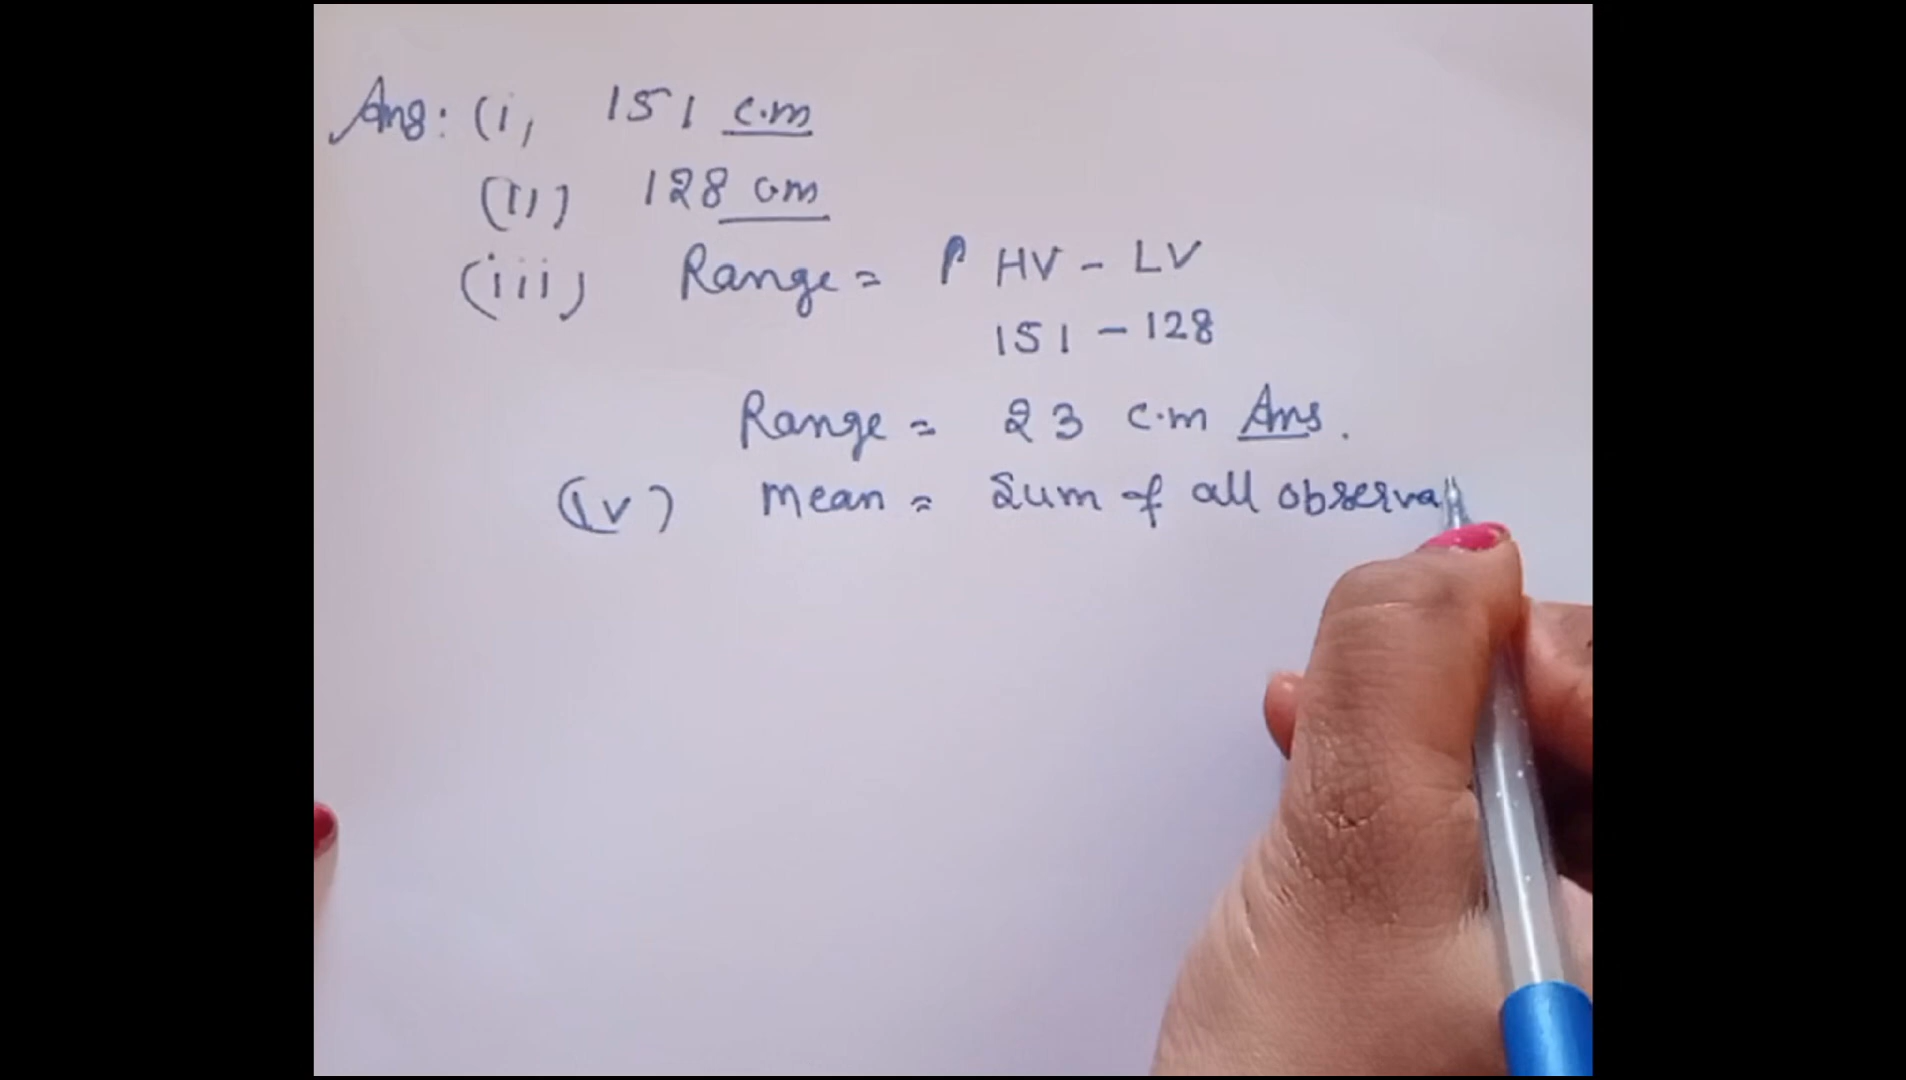 Ans: (i) 151 c.m
(ii) 128 cm
(iii) Range = HV - LV
151 - 128
Range = 23 c.m Ans.
(iv) Mean = Sum of all observa